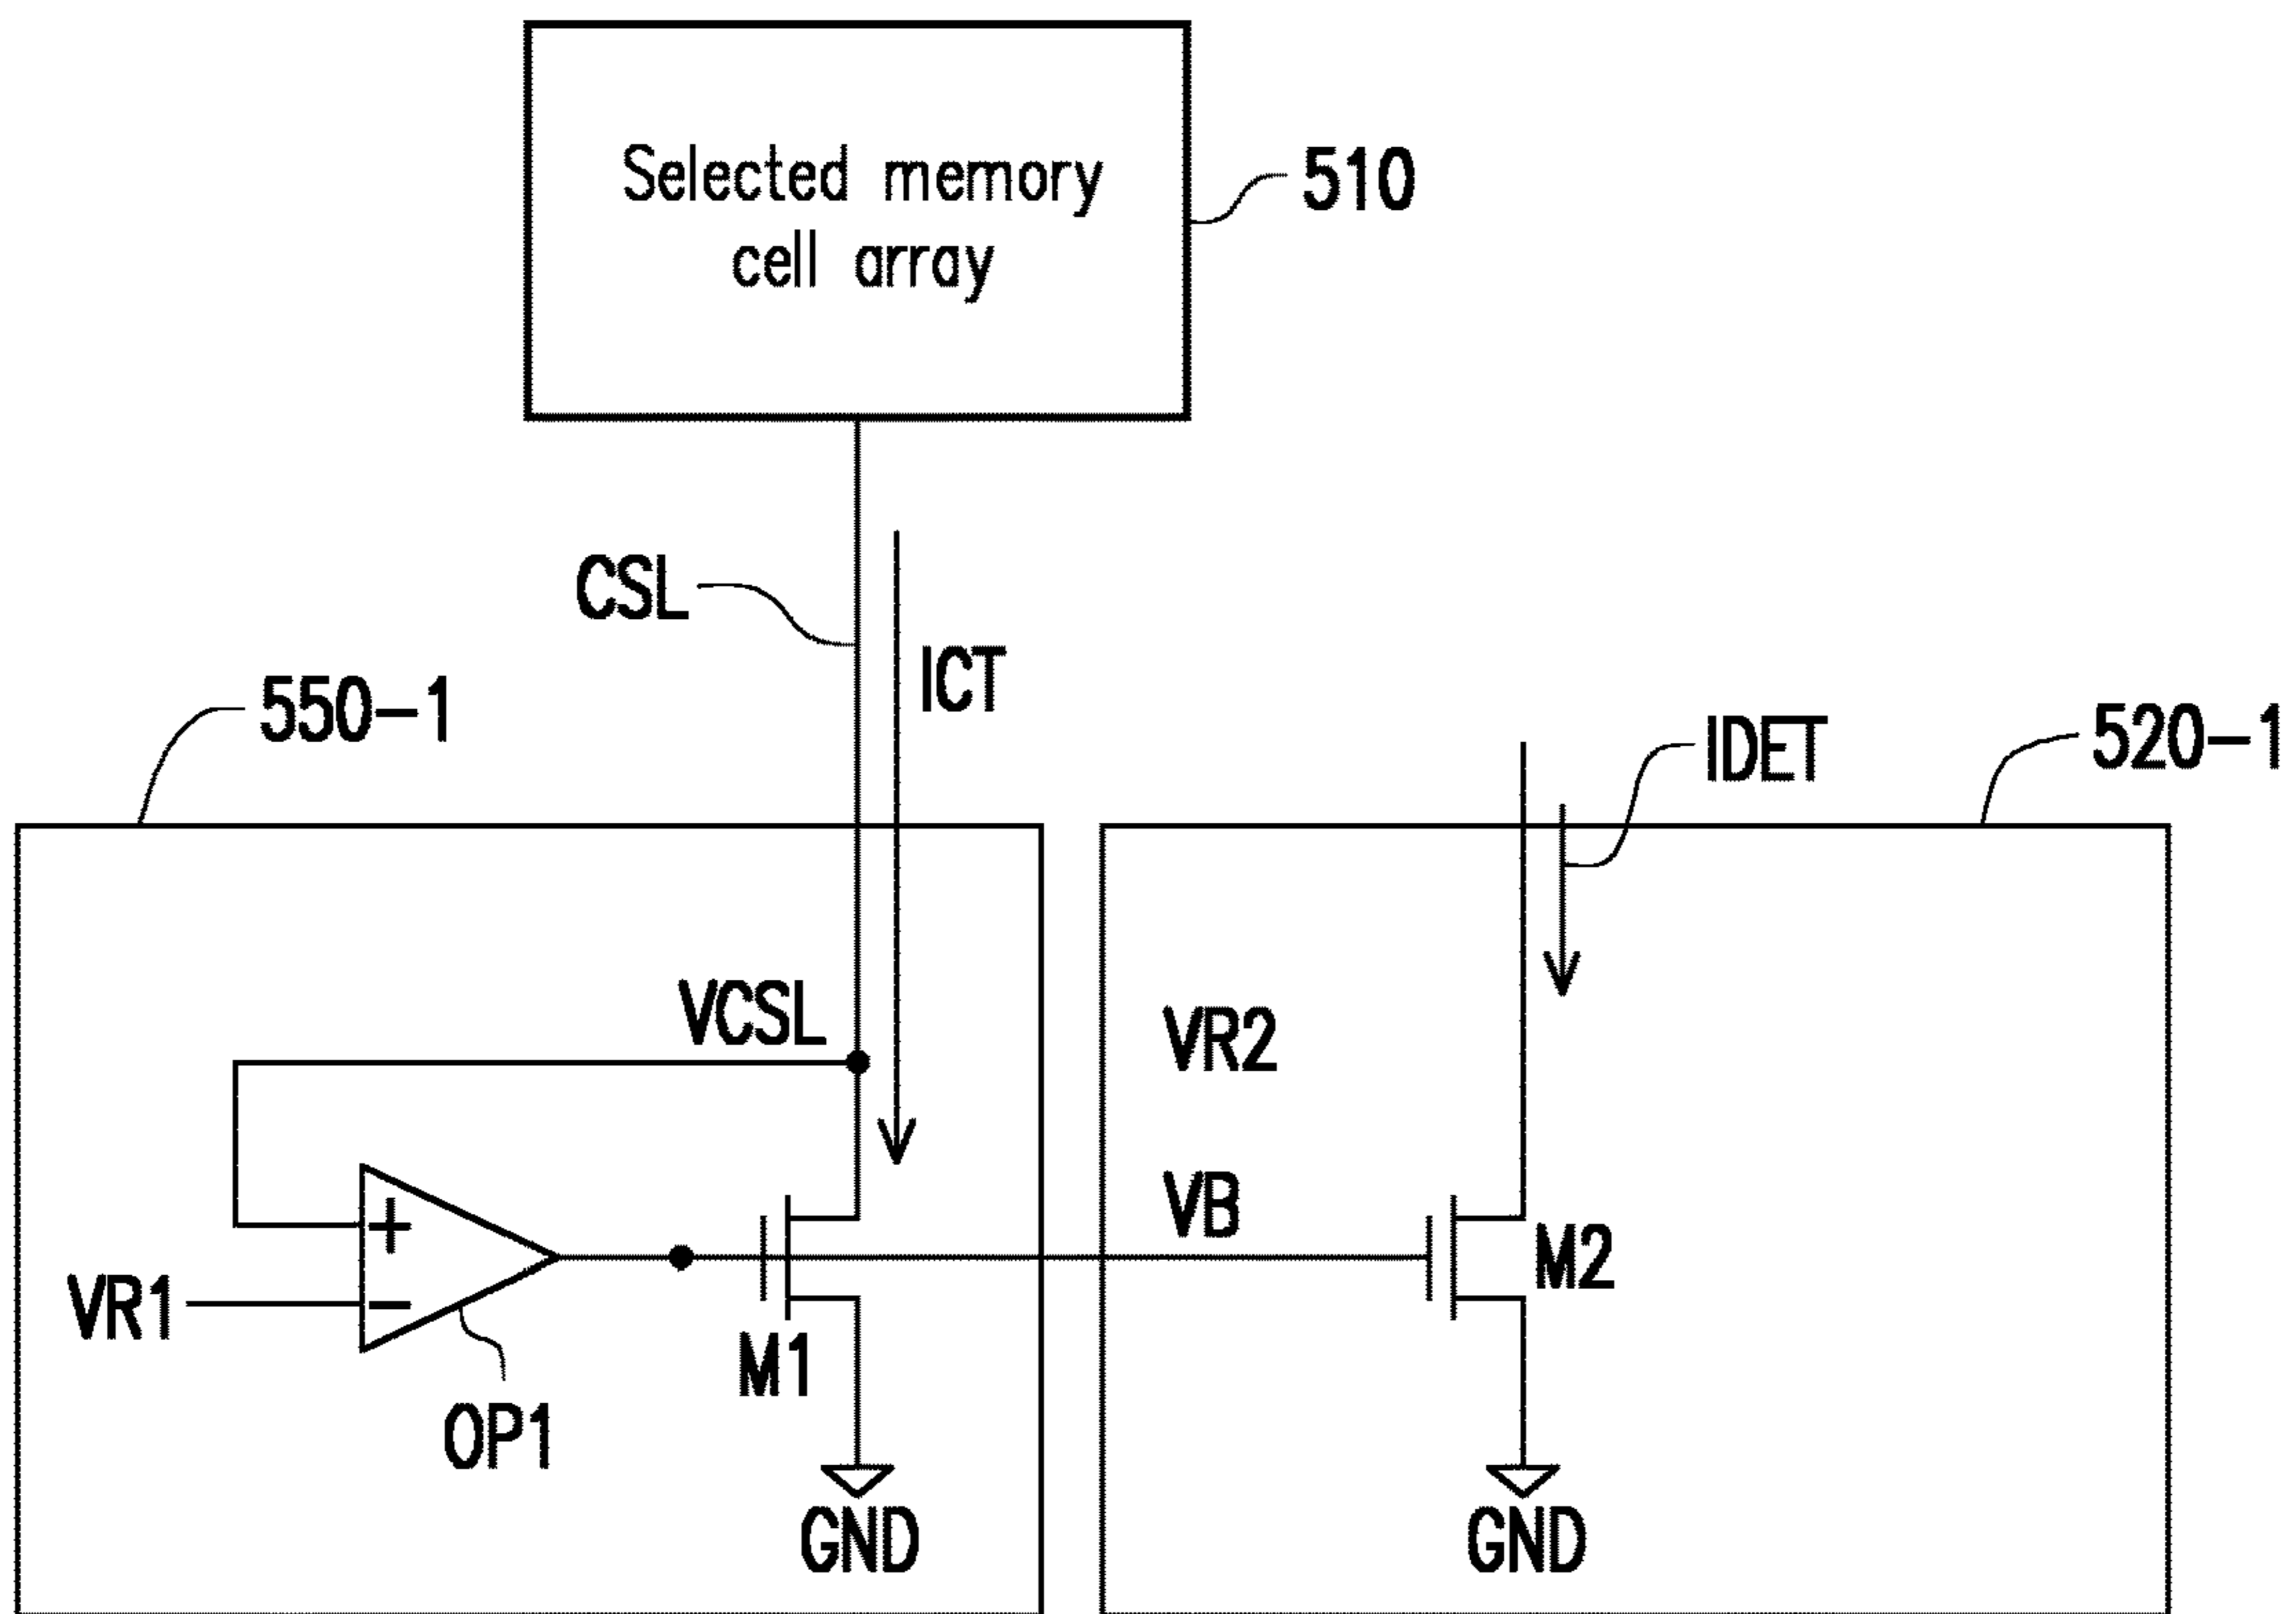 Selected memory
cell array
510
CSL
ICT
550-1
IDET
520-1
VCSL
VR2
VB
+
M2
VR1
−
M1
OP1
GND
GND